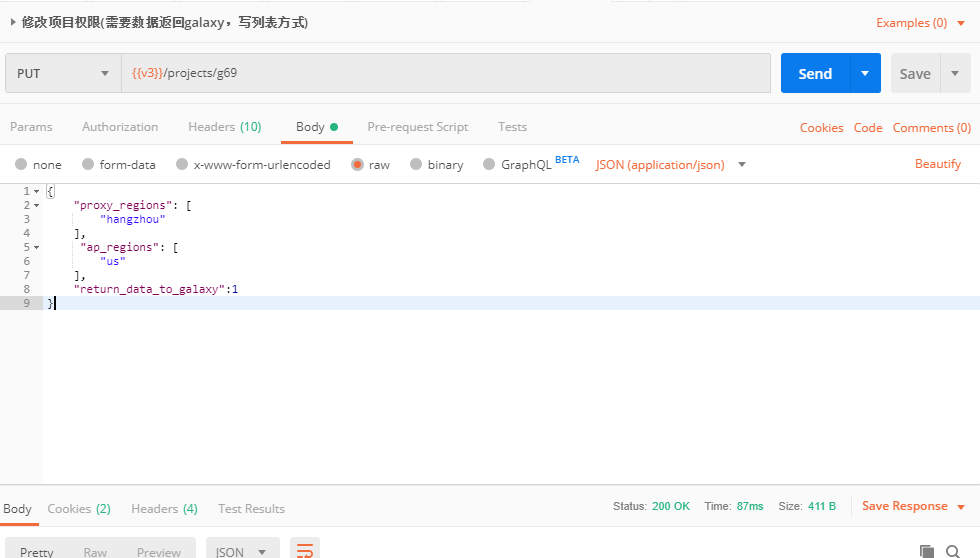 修改项目权限(需要数据返回galaxy，写列表方式)
Examples (0)
PUT
{{v3}}/projects/g69
Send
Save
Params
Authorization
Headers (10)
Body
Pre-request Script
Tests
Cookies
Code
Comments (0)
none
form-data
x-www-form-urlencoded
raw
binary
GraphQL BETA
JSON (application/json)
Beautify
1 {
2 "proxy_regions": [
3 "hangzhou"
4 ],
5 "ap_regions": [
6 "us"
7 ],
8 "return_data_to_galaxy":1
9 }
Body
Cookies (2)
Headers (4)
Test Results
Status: 200 OK
Time: 87ms
Size: 411 B
Save Response
Pretty
Raw
Preview
JSON